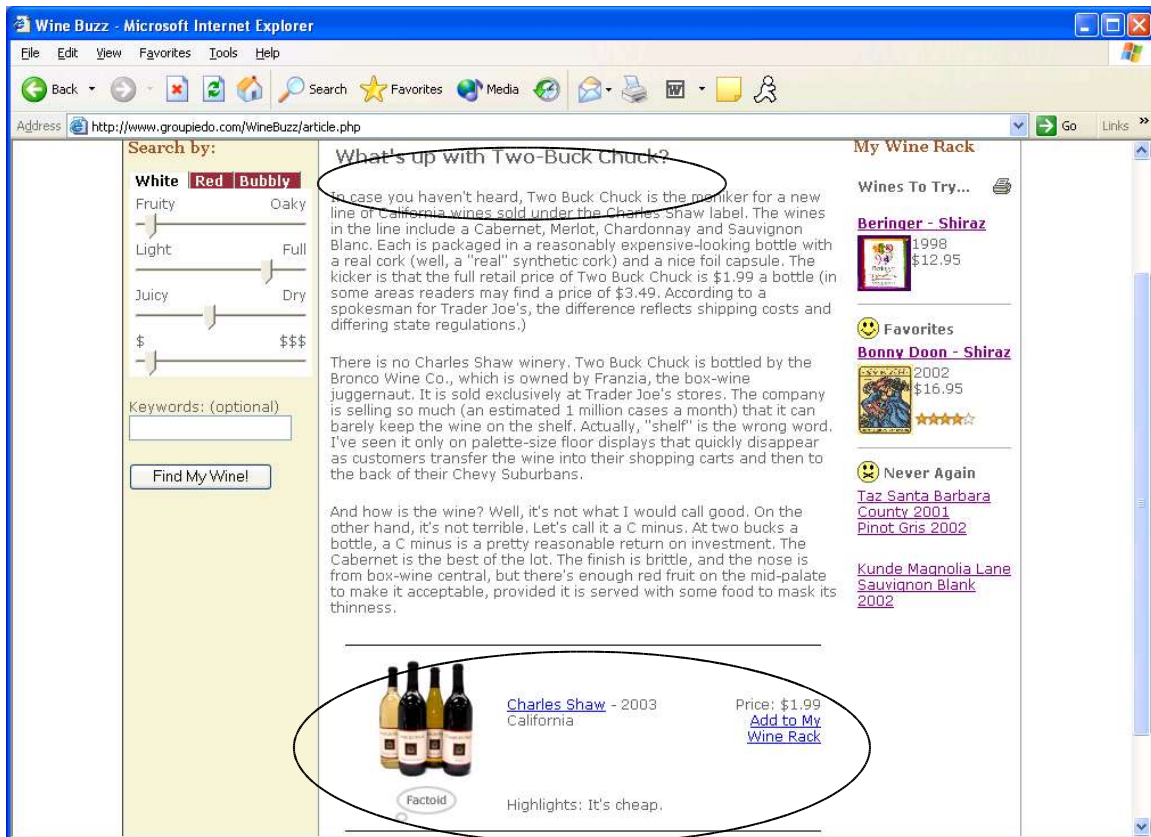 Wine Buzz - Microsoft Internet Explorer
File Edit View Favorites Tools Help
Back Search Favorites Media
Address http://www.groupiedo.com/WineBuzz/article.php Go Links »
Search by:
White Red Bubbly
Fruity Oaky
Light Full
Juicy Dry
$ $$$
Keywords: (optional)
Find My Wine!
What's up with Two-Buck Chuck?
In case you haven't heard, Two Buck Chuck is the moniker for a new
line of California wines sold under the Charles Shaw label. The wines
in the line include a Cabernet, Merlot, Chardonnay and Sauvignon
Blanc. Each is packaged in a reasonably expensive-looking bottle with
a real cork (well, a "real" synthetic cork) and a nice foil capsule. The
kicker is that the full retail price of Two Buck Chuck is $1.99 a bottle (in
some areas readers may find a price of $3.49. According to a
spokesman for Trader Joe's, the difference reflects shipping costs and
differing state regulations.)
There is no Charles Shaw winery. Two Buck Chuck is bottled by the
Bronco Wine Co., which is owned by Franzia, the box-wine
juggernaut. It is sold exclusively at Trader Joe's stores. The company
is selling so much (an estimated 1 million cases a month) that it can
barely keep the wine on the shelf. Actually, "shelf" is the wrong word.
I've seen it only on palette-size floor displays that quickly disappear
as customers transfer the wine into their shopping carts and then to
the back of their Chevy Suburbans.
And how is the wine? Well, it's not what I would call good. On the
other hand, it's not terrible. Let's call it a C minus. At two bucks a
bottle, a C minus is a pretty reasonable return on investment. The
Cabernet is the best of the lot. The finish is brittle, and the nose is
from box-wine central, but there's enough red fruit on the mid-palate
to make it acceptable, provided it is served with some food to mask its
thinness.
Charles Shaw - 2003
California
Price: $1.99
Add to My
Wine Rack
Factoid
Highlights: It's cheap.
My Wine Rack
Wines To Try...
Beringer - Shiraz
1998
$12.95
Favorites
Bonny Doon - Shiraz
2002
$16.95
Never Again
Taz Santa Barbara
County 2001
Pinot Gris 2002
Kunde Magnolia Lane
Sauvignon Blank
2002